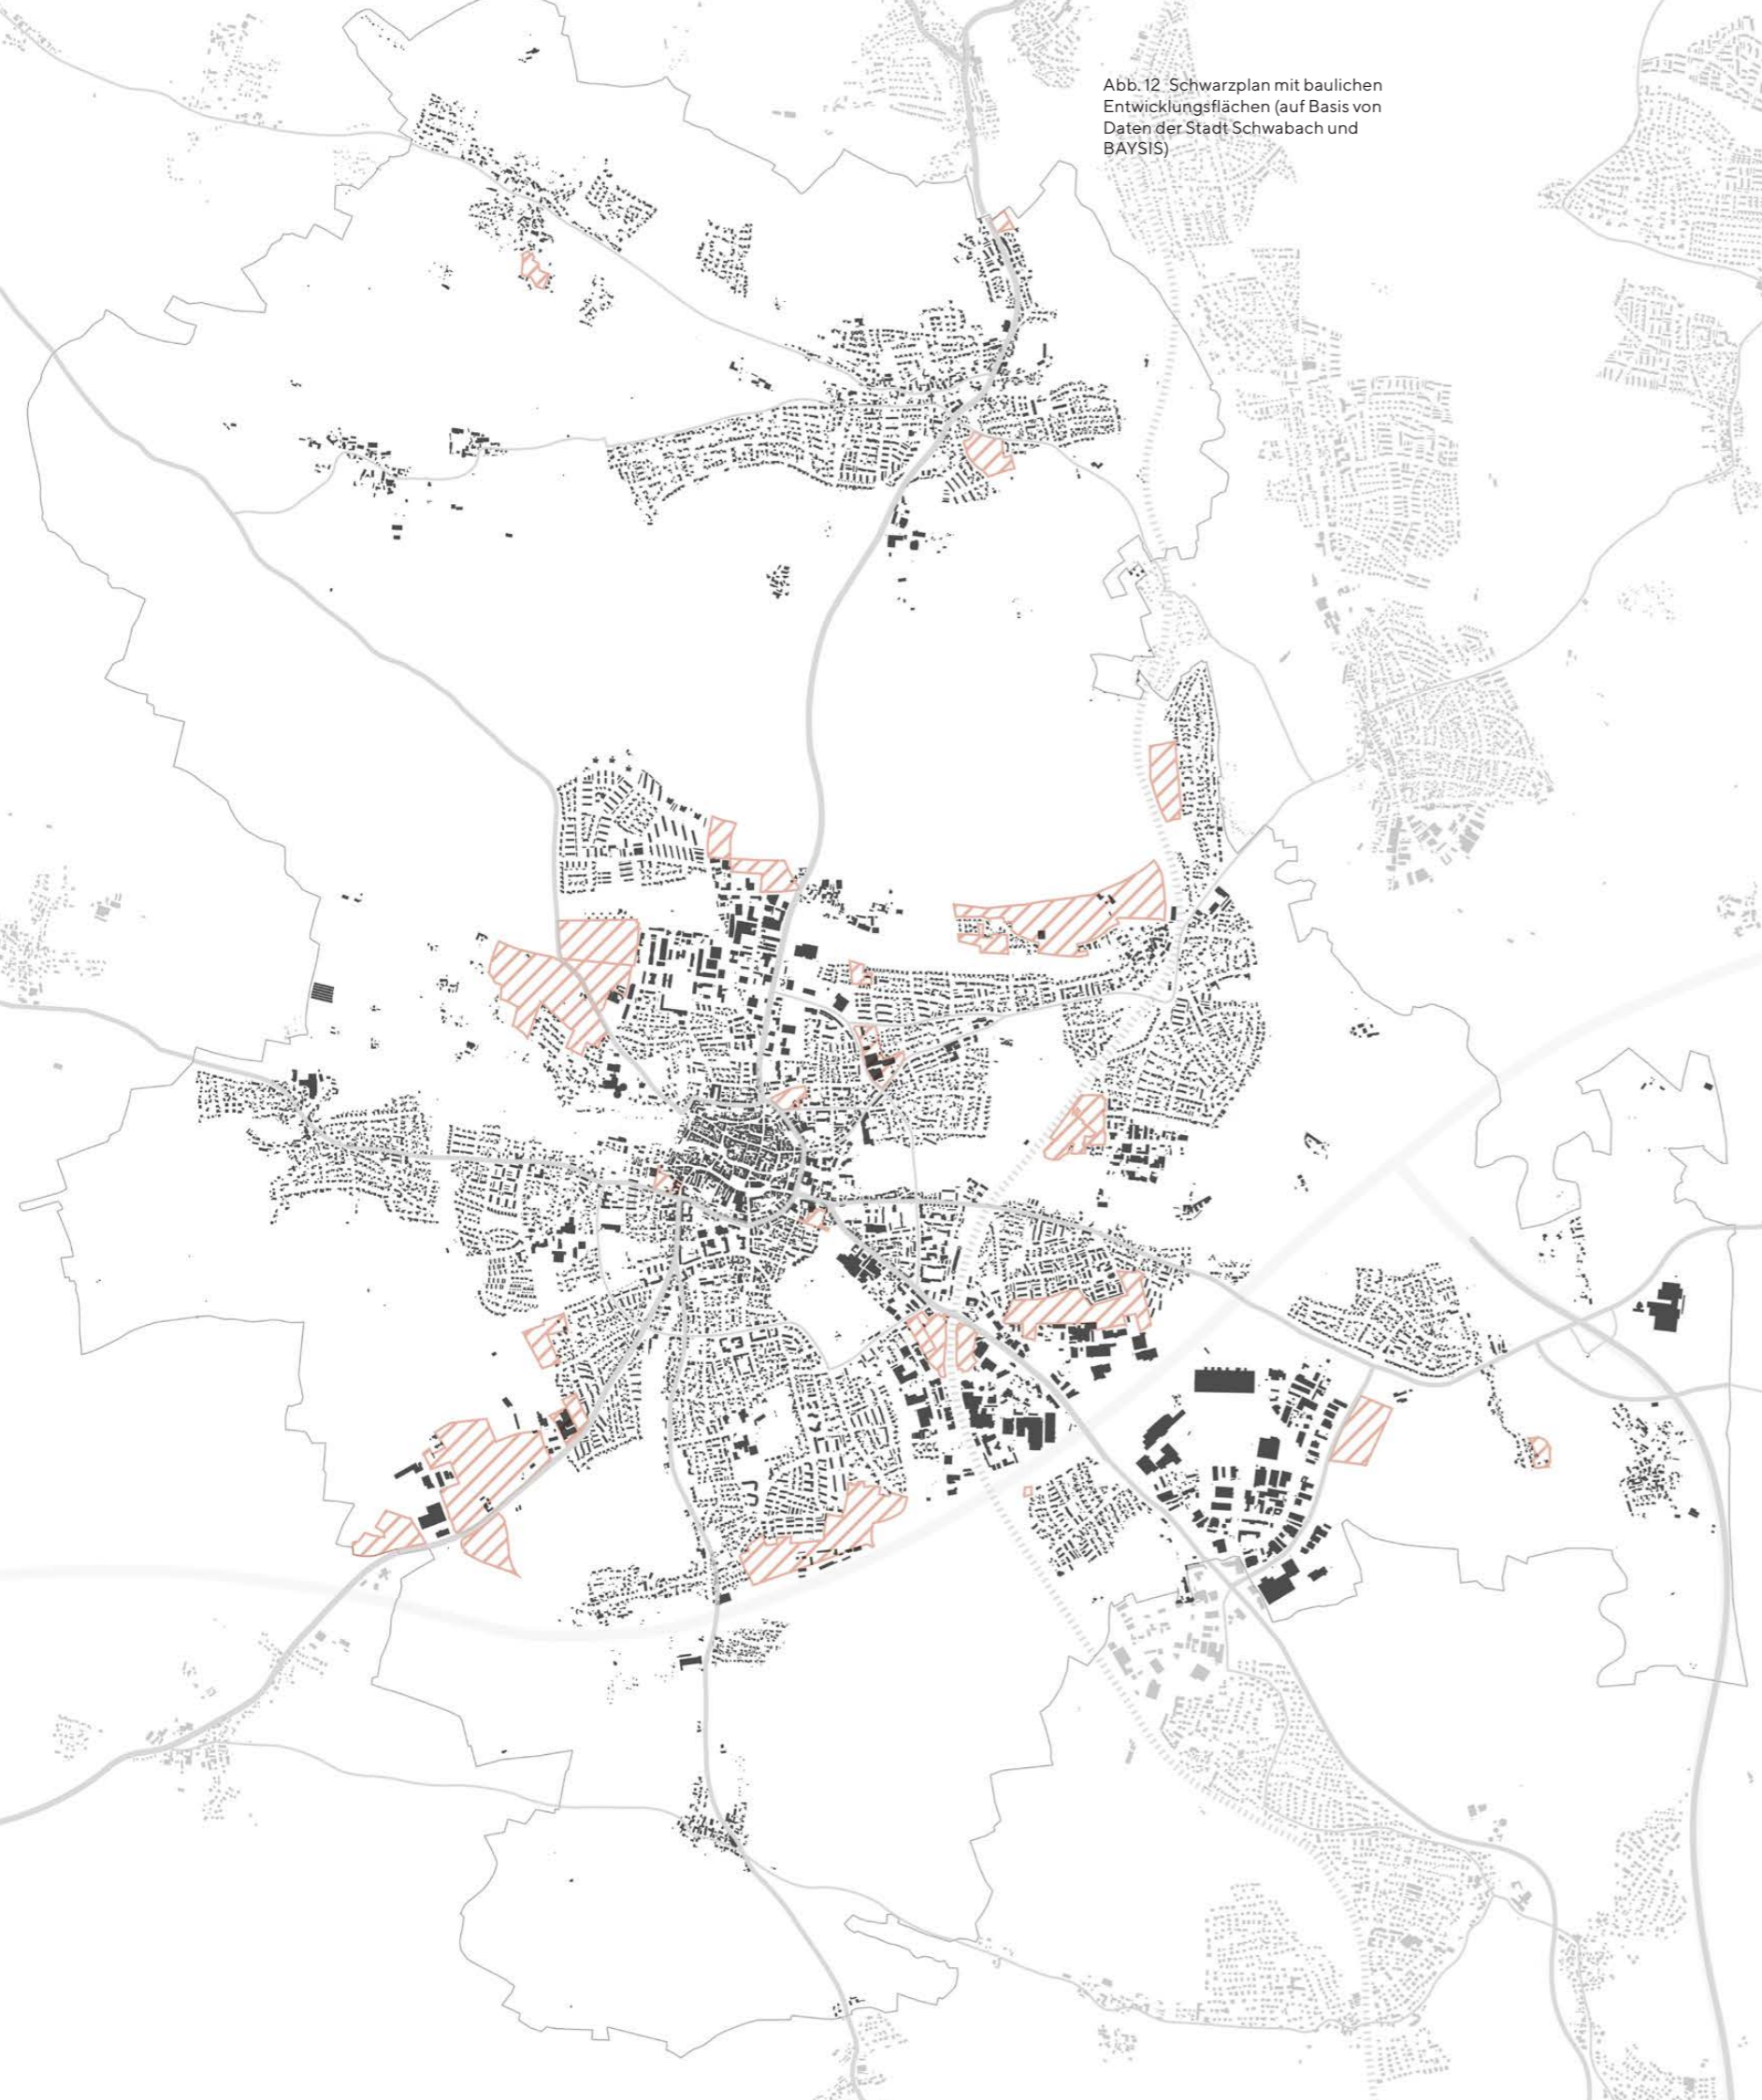 Abb. 12 Schwarzplan mit baulichen
Entwicklungsflächen (auf Basis von
Daten der Stadt Schwabach und
BAYSIS)